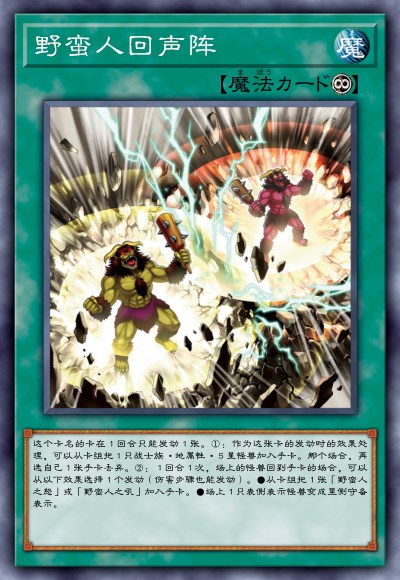 野蛮人回声阵
魔
【魔法カード】
ま ほう
这个卡名的卡在1回合只能发动1张。①：作为这张卡的发动时的效果处
理，可以从卡组把1只战士族·地属性·5星怪兽加入手卡。那个场合，再
选自己1张手卡丢弃。②：1回合1次，场上的怪兽回到手卡的场合，可以
从以下效果选择1个发动（伤害步骤也能发动）。●从卡组把1张「野蛮人
之怒」或「野蛮人之乱」加入手卡。●场上1只表侧表示怪兽变成里侧守备
表示。